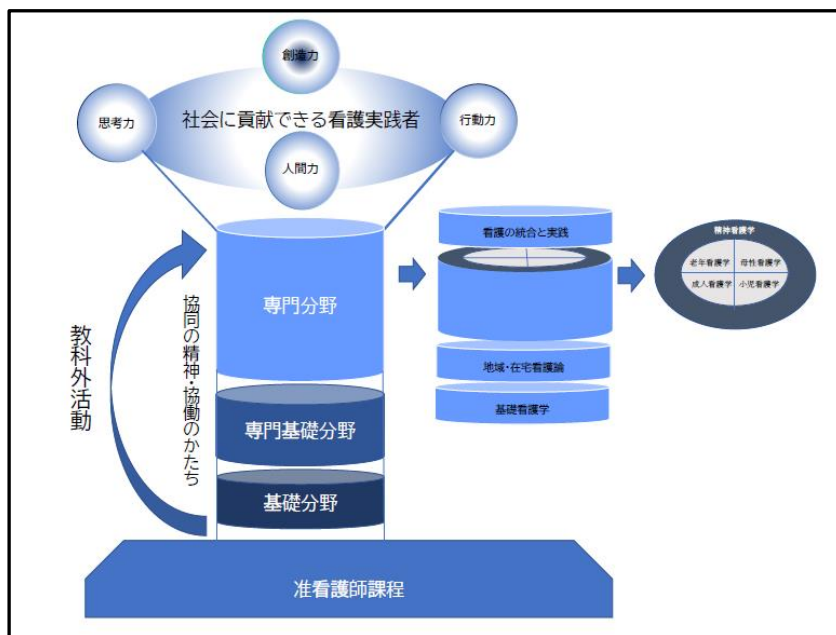 創造力
思考力
社会に貢献できる看護実践者
行動力
人間力
専門分野
専門基礎分野
基礎分野
准看護師課程
教科外活動
協同の精神・協働のかたち
看護の統合と実践
地域・在宅看護論
基礎看護学
精神看護学
老年看護学
母性看護学
成人看護学
小児看護学